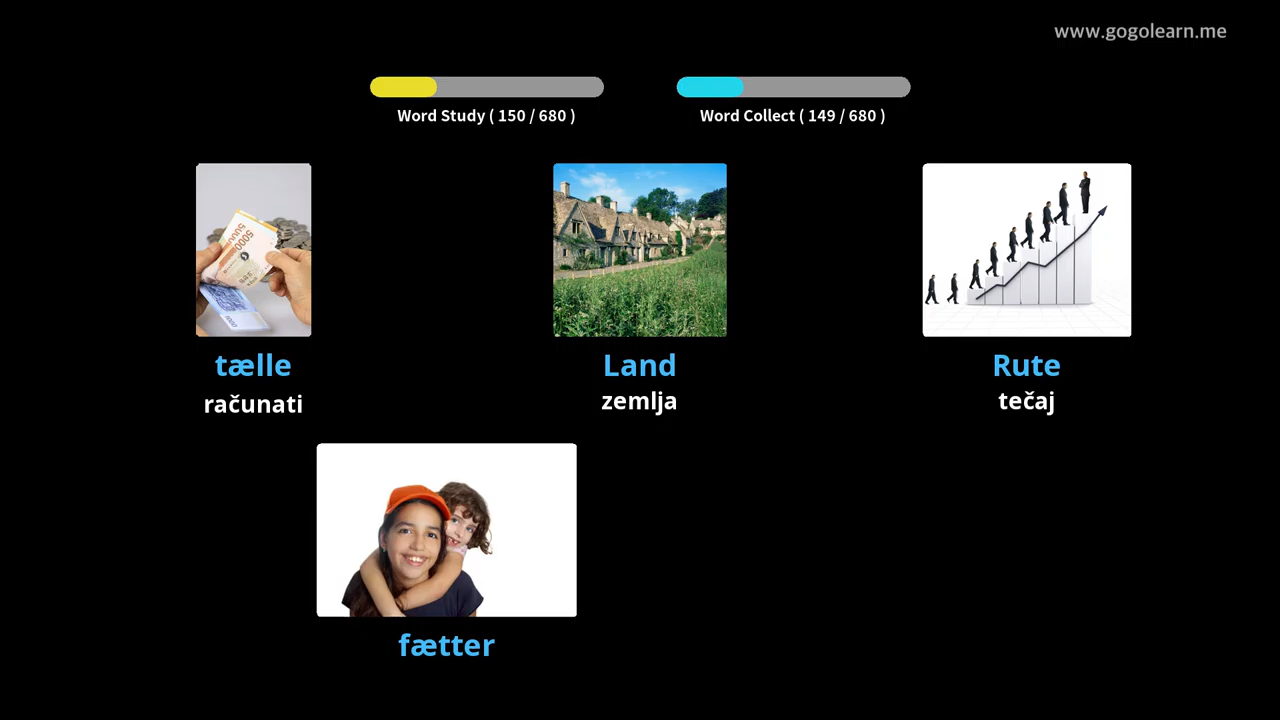 www.gogolearn.me
Word Study ( 150 / 680 )
Word Collect ( 149 / 680 )
tælle
računati
Land
zemlja
Rute
tečaj
fætter